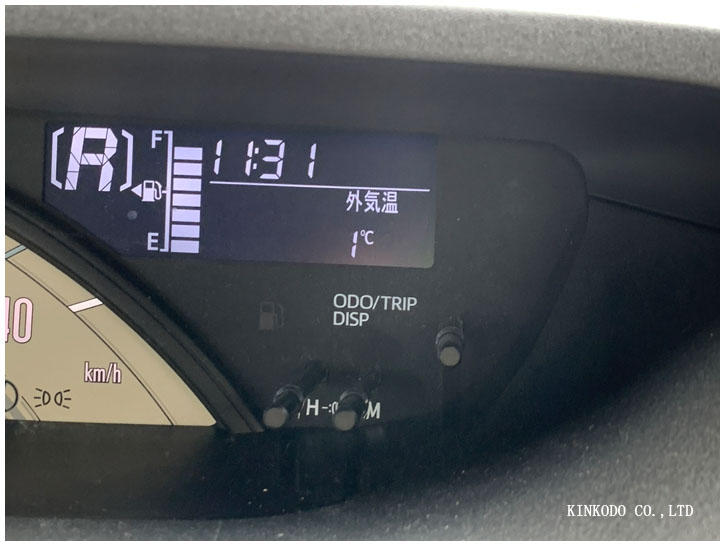 [R]
F
11:31
外気温
E
1℃
ODO/TRIP
DISP
40
km/h
H
M
KINKODO CO.,LTD